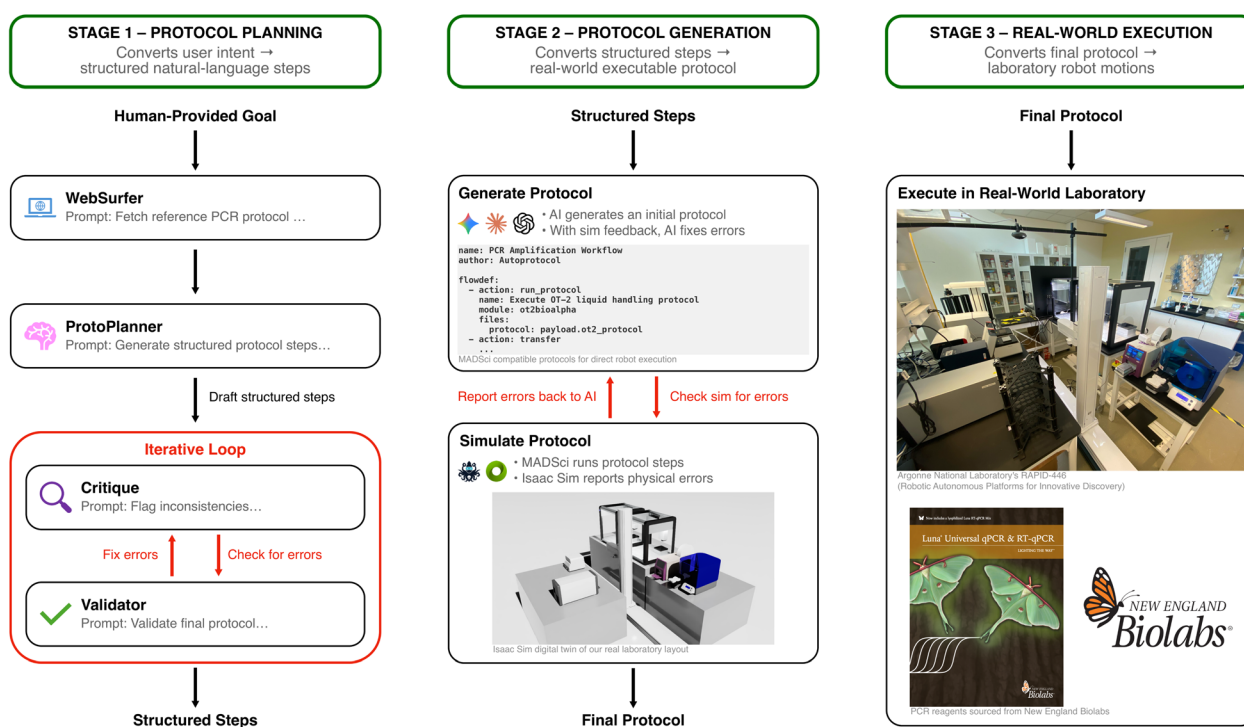 STAGE 1 – PROTOCOL PLANNING
Converts user intent →
structured natural-language steps
Human-Provided Goal
WebSurfer
Prompt: Fetch reference PCR protocol ...
ProtoPlanner
Prompt: Generate structured protocol steps...
Draft structured steps
Iterative Loop
Critique
Prompt: Flag inconsistencies...
Fix errors
Check for errors
Validator
Prompt: Validate final protocol...
Structured Steps
STAGE 2 – PROTOCOL GENERATION
Converts structured steps →
real-world executable protocol
Structured Steps
Generate Protocol
• AI generates an initial protocol
• With sim feedback, AI fixes errors
name: PCR Amplification Workflow
author: Autoprotocol
flowdef:
- action: run_protocol
name: Execute OT-2 liquid handling protocol
module: ot2bioalpha
files:
protocol: payload.ot2_protocol
- action: transfer
...
MADSci compatible protocols for direct robot execution
Report errors back to AI
Check sim for errors
Simulate Protocol
• MADSci runs protocol steps
• Isaac Sim reports physical errors
Isaac Sim digital twin of our real laboratory layout
Final Protocol
STAGE 3 – REAL-WORLD EXECUTION
Converts final protocol →
laboratory robot motions
Final Protocol
Execute in Real-World Laboratory
Argonne National Laboratory's RAPID-446
(Robotic Autonomous Platforms for Innovative Discovery)
Luna® Universal qPCR & RT-qPCR
LIGHTING THE WAY
NEW ENGLAND
BioLabs
NEW ENGLAND
BioLabs®
PCR reagents sourced from New England Biolabs